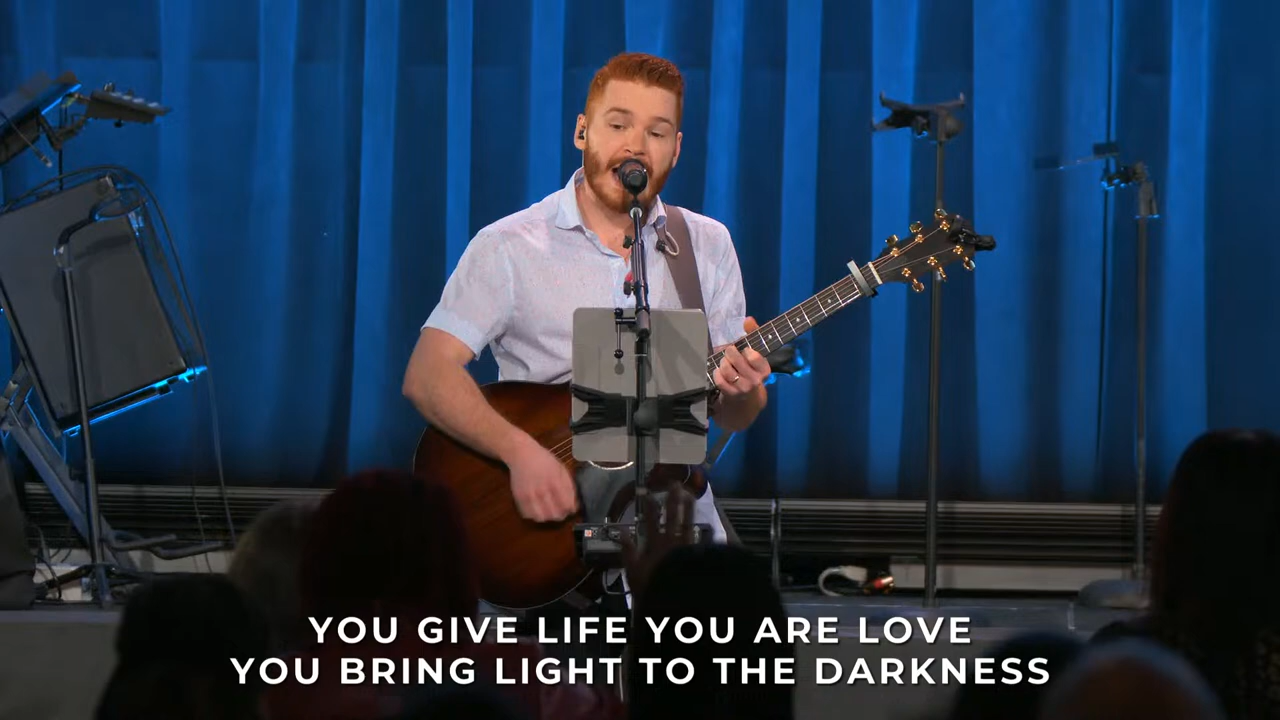 YOU GIVE LIFE YOU ARE LOVE
YOU BRING LIGHT TO THE DARKNESS